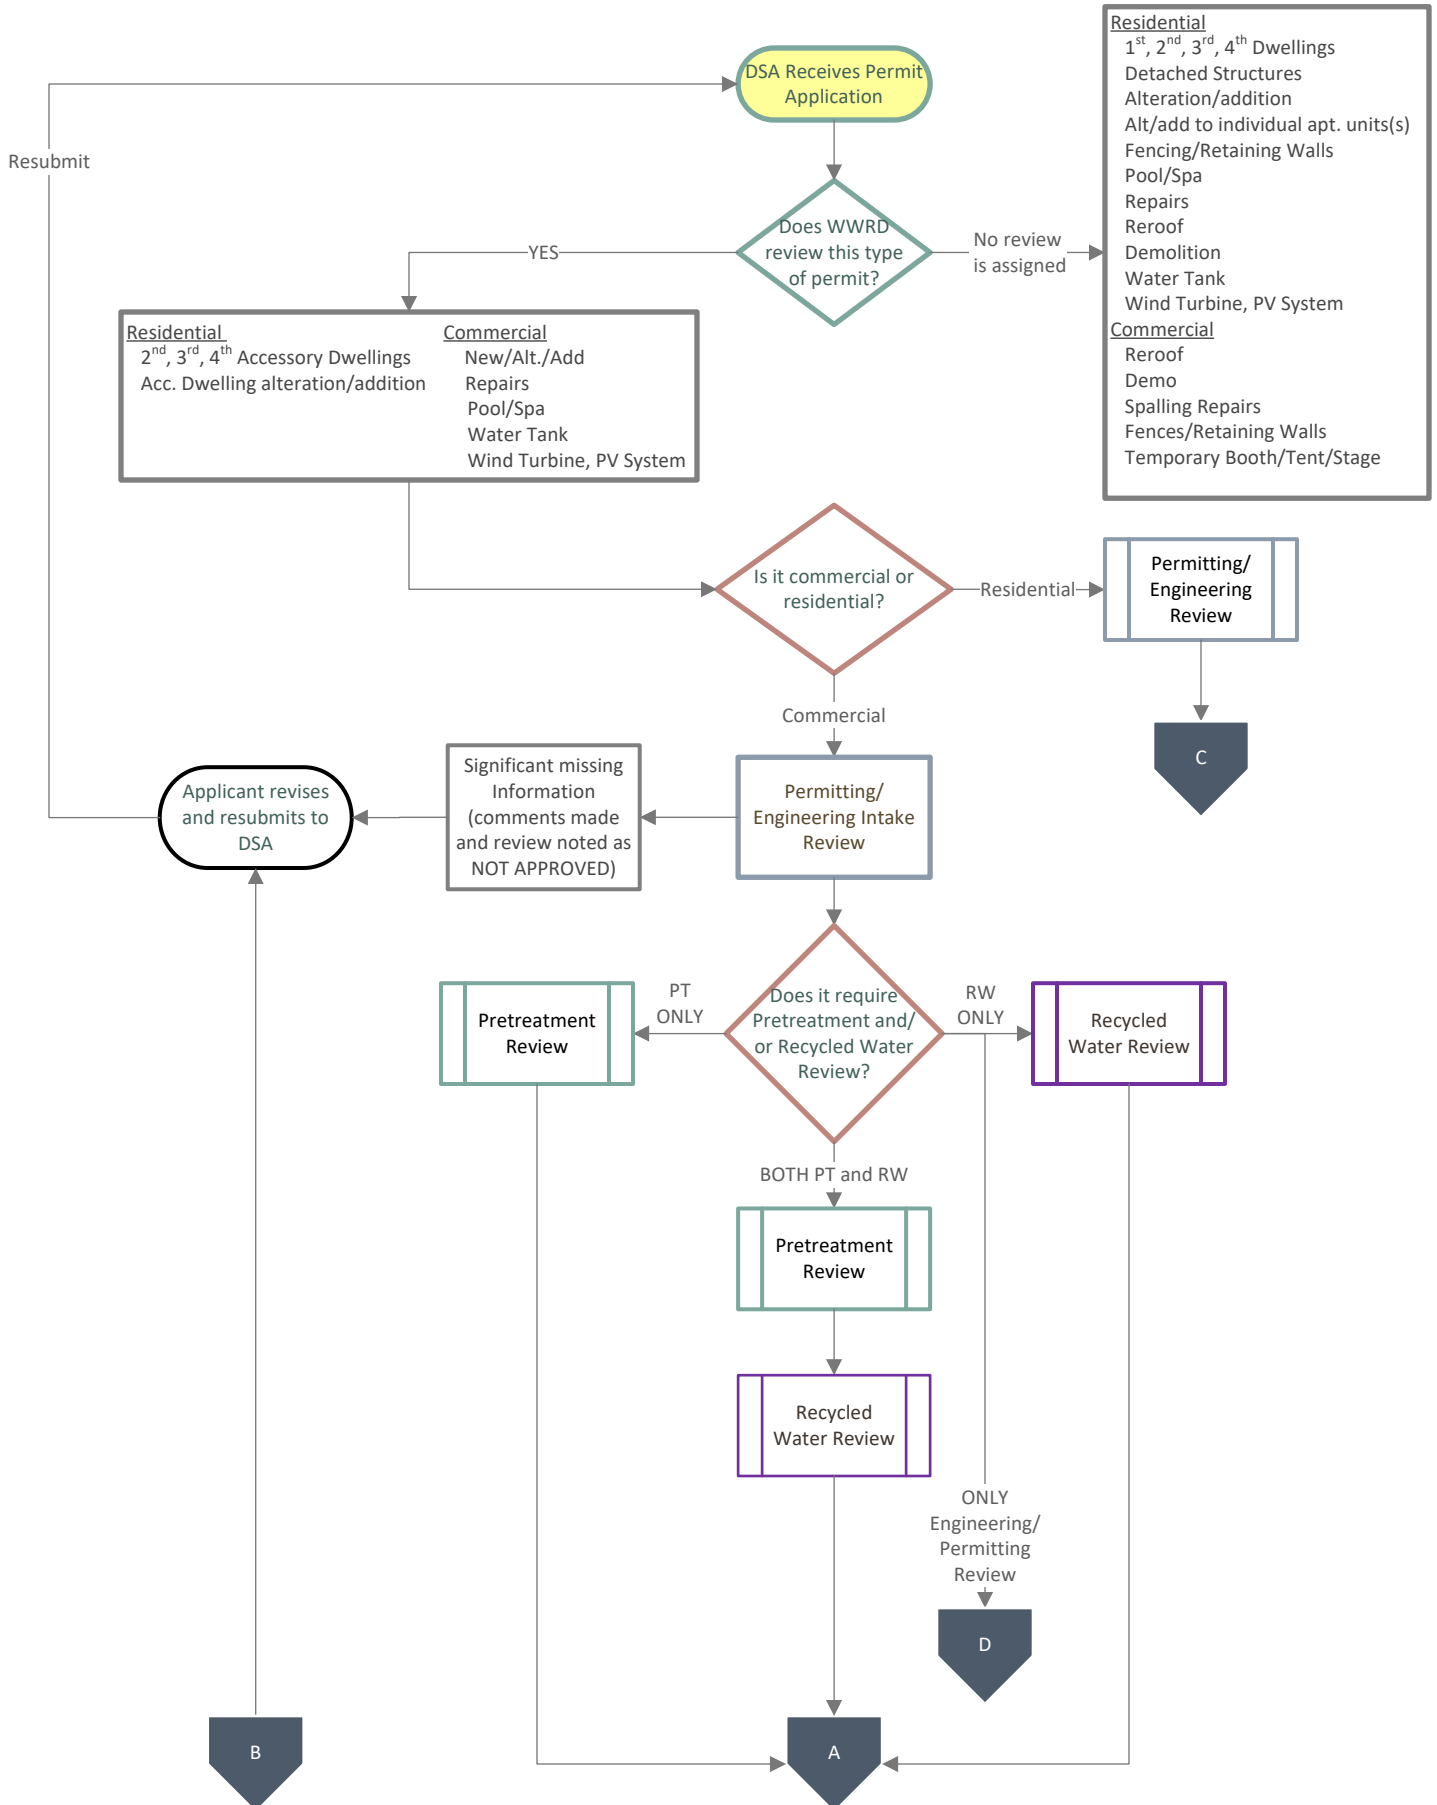 DSA Receives Permit
Application
Resubmit
Does WWRD
review this type
of permit?
YES
No review
is assigned
Residential
1st, 2nd, 3rd, 4th Dwellings
Detached Structures
Alteration/addition
Alt/add to individual apt. units(s)
Fencing/Retaining Walls
Pool/Spa
Repairs
Reroof
Demolition
Water Tank
Wind Turbine, PV System
Commercial
Reroof
Demo
Spalling Repairs
Fences/Retaining Walls
Temporary Booth/Tent/Stage
Residential
2nd, 3rd, 4th Accessory Dwellings
Acc. Dwelling alteration/addition
Commercial
New/Alt./Add
Repairs
Pool/Spa
Water Tank
Wind Turbine, PV System
Is it commercial or
residential?
Residential
Permitting/
Engineering
Review
C
Commercial
Permitting/
Engineering Intake
Review
Significant missing
Information
(comments made
and review noted as
NOT APPROVED)
Applicant revises
and resubmits to
DSA
Does it require
Pretreatment and/
or Recycled Water
Review?
PT
ONLY
Pretreatment
Review
RW
ONLY
Recycled
Water Review
BOTH PT and RW
Pretreatment
Review
Recycled
Water Review
ONLY
Engineering/
Permitting
Review
D
B
A